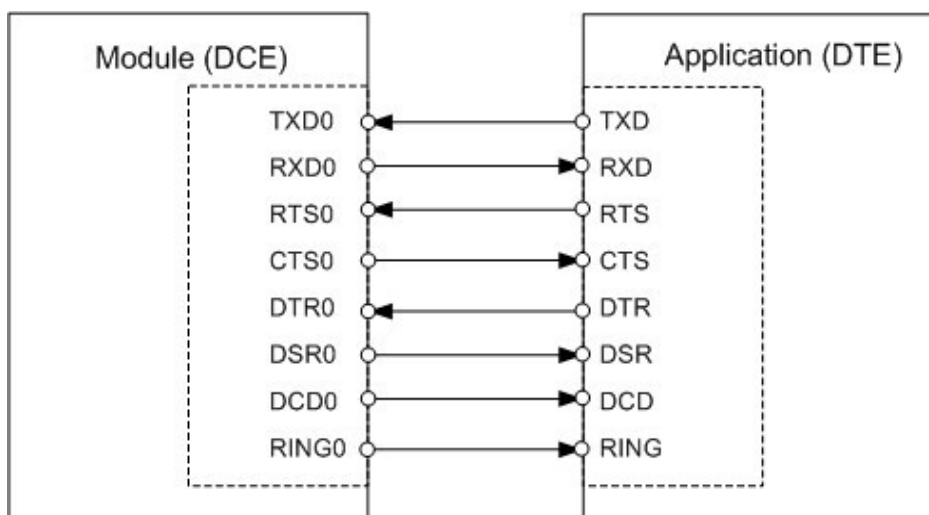 Module (DCE)
Application (DTE)
TXD0
TXD
RXD0
RXD
RTS0
RTS
CTS0
CTS
DTR0
DTR
DSR0
DSR
DCD0
DCD
RING0
RING